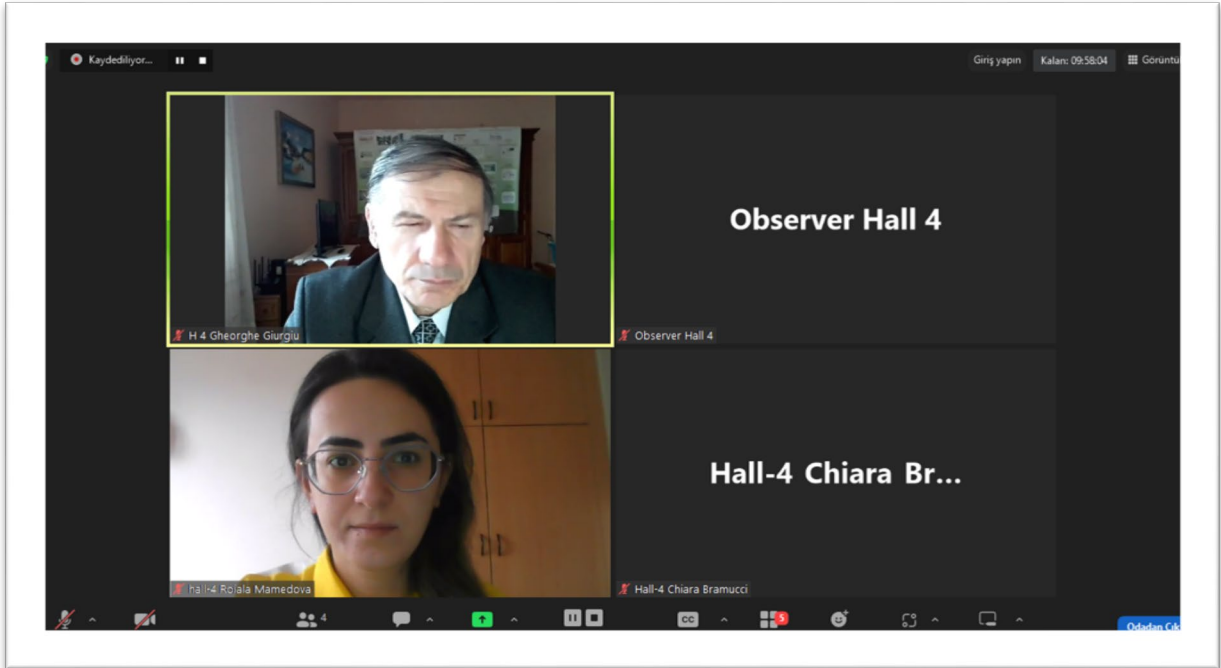 Kaydediliyor...
Giriş yapın
Kalan: 09:58:04
Görüntü
H 4 Gheorghe Giurgiu
Observer Hall 4
Observer Hall 4
hall-4 Rojala Mamedova
Hall-4 Chiara Br...
Hall-4 Chiara Bramucci
4
CC
5
Odadan Çık